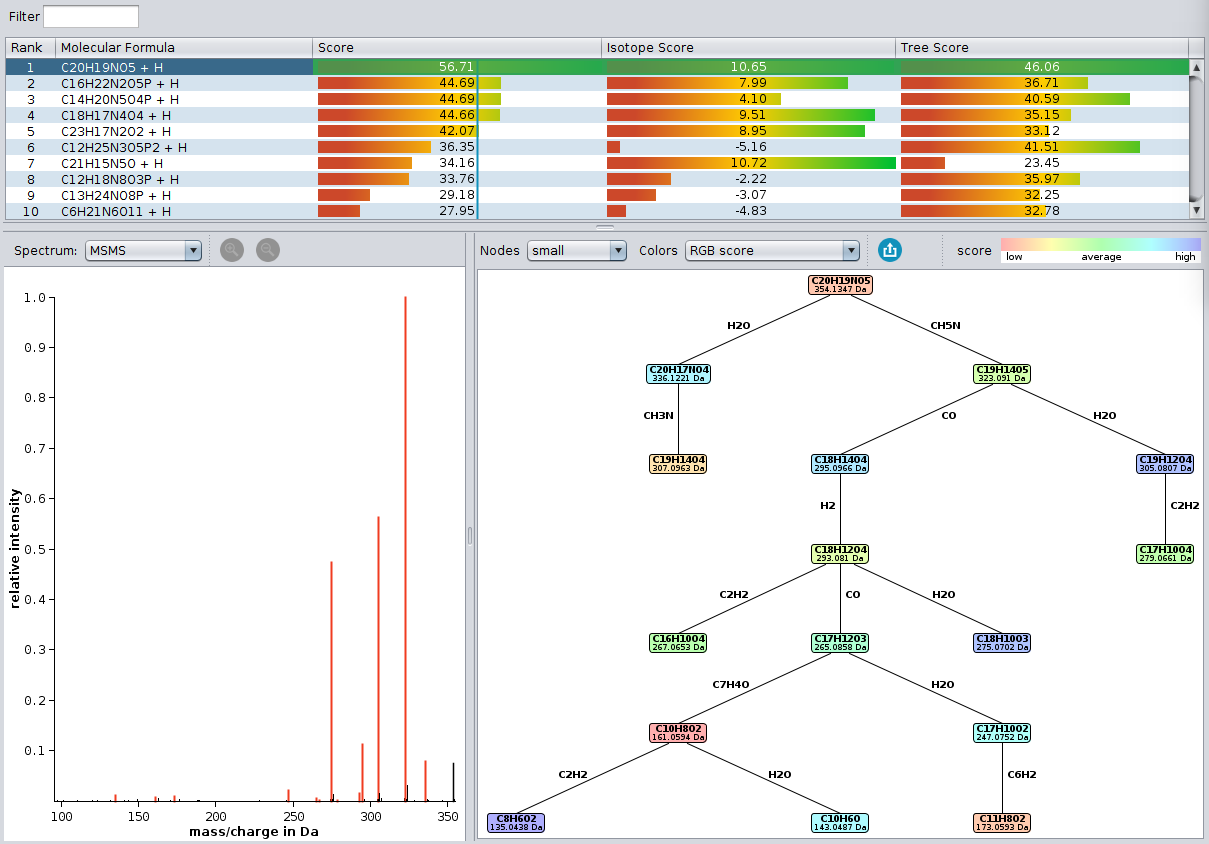 Filter
Rank Molecular Formula Score Isotope Score Tree Score
1 C20H19NO5 + H 56.71 10.65 46.06
2 C16H22N2O5P + H 44.69 7.99 36.71
3 C14H20N5O4P + H 44.69 4.10 40.59
4 C18H17N4O4 + H 44.66 9.51 35.15
5 C23H17N2O2 + H 42.07 8.95 33.12
6 C12H25N3O5P2 + H 36.35 -5.16 41.51
7 C21H15N5O + H 34.16 10.72 23.45
8 C12H18N8O3P + H 33.76 -2.22 35.97
9 C13H24NO8P + H 29.18 -3.07 32.25
10 C6H21N6O11 + H 27.95 -4.83 32.78
Spectrum: MSMS
Nodes small Colors RGB score score
low average high
1.0
0.9
0.8
0.7
0.6
0.5
0.4
0.3
0.2
0.1
relative intensity
100 150 200 250 300 350
mass/charge in Da
C20H19NO5
354.1347 Da
H2O CH5N
C20H17NO4 C19H14O5
336.1221 Da 323.091 Da
CH3N CO H2O
C19H14O4 C18H14O4 C19H12O4
307.0963 Da 295.0966 Da 305.0807 Da
H2 C2H2
C18H12O4 C17H10O4
293.081 Da 279.0661 Da
C2H2 CO H2O
C16H10O4 C17H12O3 C18H10O3
267.0653 Da 265.0858 Da 275.0702 Da
C7H4O H2O
C10H8O2 C17H10O2
161.0594 Da 247.0752 Da
C2H2 H2O C6H2
C8H6O2 C10H6O C11H8O2
135.0438 Da 143.0487 Da 173.0593 Da